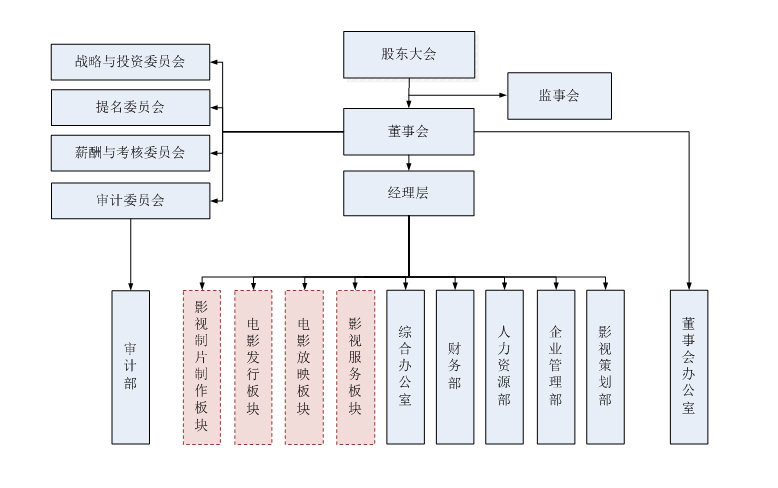 股东大会
战略与投资委员会
监事会
提名委员会
董事会
薪酬与考核委员会
经理层
审计委员会
审计部
影视制片制作板块
电影发行板块
电影放映板块
影视服务板块
综合办公室
财务部
人力资源部
企业管理部
影视策划部
董事会办公室